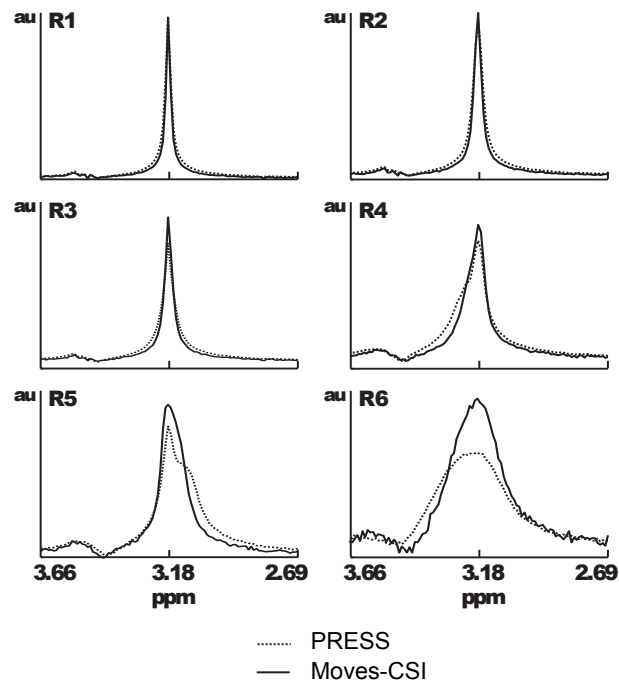 au R1
au R2
au R3
au R4
au R5
au R6
3.66 3.18 2.69
ppm
3.66 3.18 2.69
ppm
PRESS
Moves-CSI